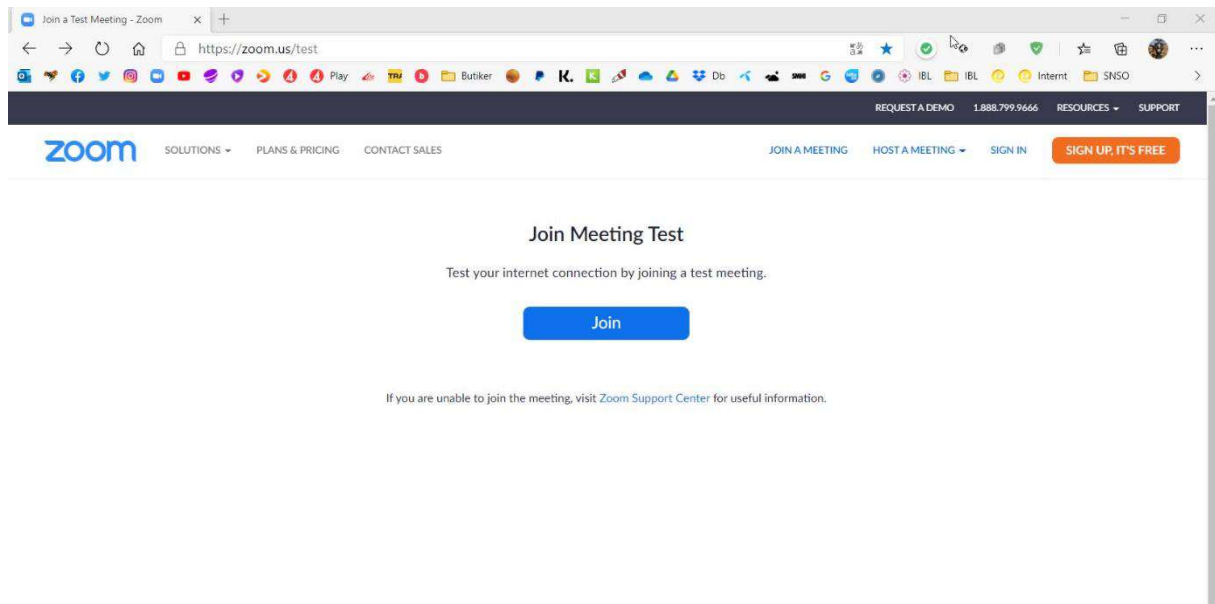 Join a Test Meeting - Zoom
https://zoom.us/test
Play
TRA
Butiker
K.
Db
G
IBL
IBL
Internt
SNSO
REQUEST A DEMO 1.888.799.9666 RESOURCES SUPPORT
zoom SOLUTIONS PLANS & PRICING CONTACT SALES JOIN A MEETING HOST A MEETING SIGN IN SIGN UP, IT'S FREE
Join Meeting Test
Test your internet connection by joining a test meeting.
Join
If you are unable to join the meeting, visit Zoom Support Center for useful information.